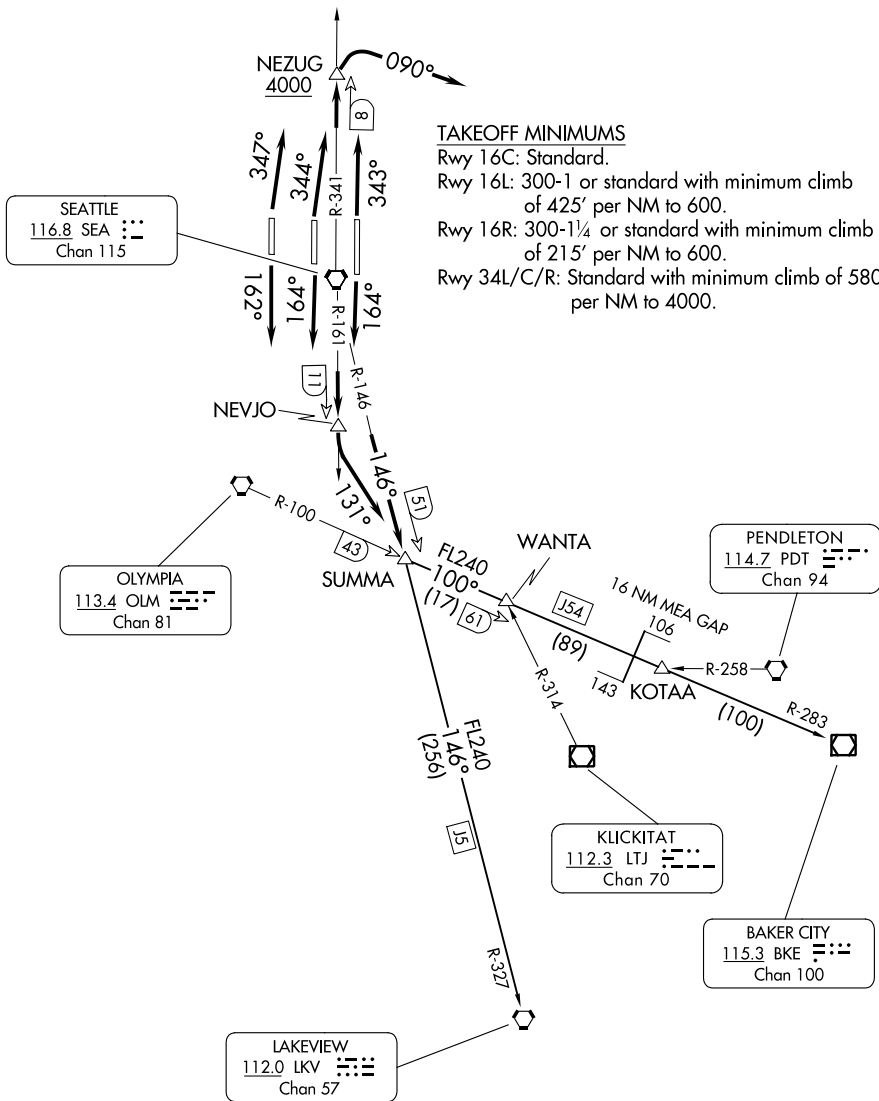 NEZUG
4000
090°
8
347°
344°
343°
R-341
TAKEOFF MINIMUMS
Rwy 16C: Standard.
Rwy 16L: 300-1 or standard with minimum climb
of 425' per NM to 600.
Rwy 16R: 300-1¼ or standard with minimum climb
of 215' per NM to 600.
Rwy 34L/C/R: Standard with minimum climb of 580
per NM to 4000.
SEATTLE
116.8 SEA
Chan 115
162°
164°
164°
R-161
11
R-146
NEVJO
146°
131°
51
R-100
43
OLYMPIA
113.4 OLM
Chan 81
SUMMA
FL240
100°
(17)
61
WANTA
J54
(89)
16 NM MEA GAP
106
143
PENDLETON
114.7 PDT
Chan 94
R-258
KOTAA
(100)
R-283
R-314
FL240
146°
(256)
J5
KLICKITAT
112.3 LTJ
Chan 70
BAKER CITY
115.3 BKE
Chan 100
R-327
LAKEVIEW
112.0 LKV
Chan 57